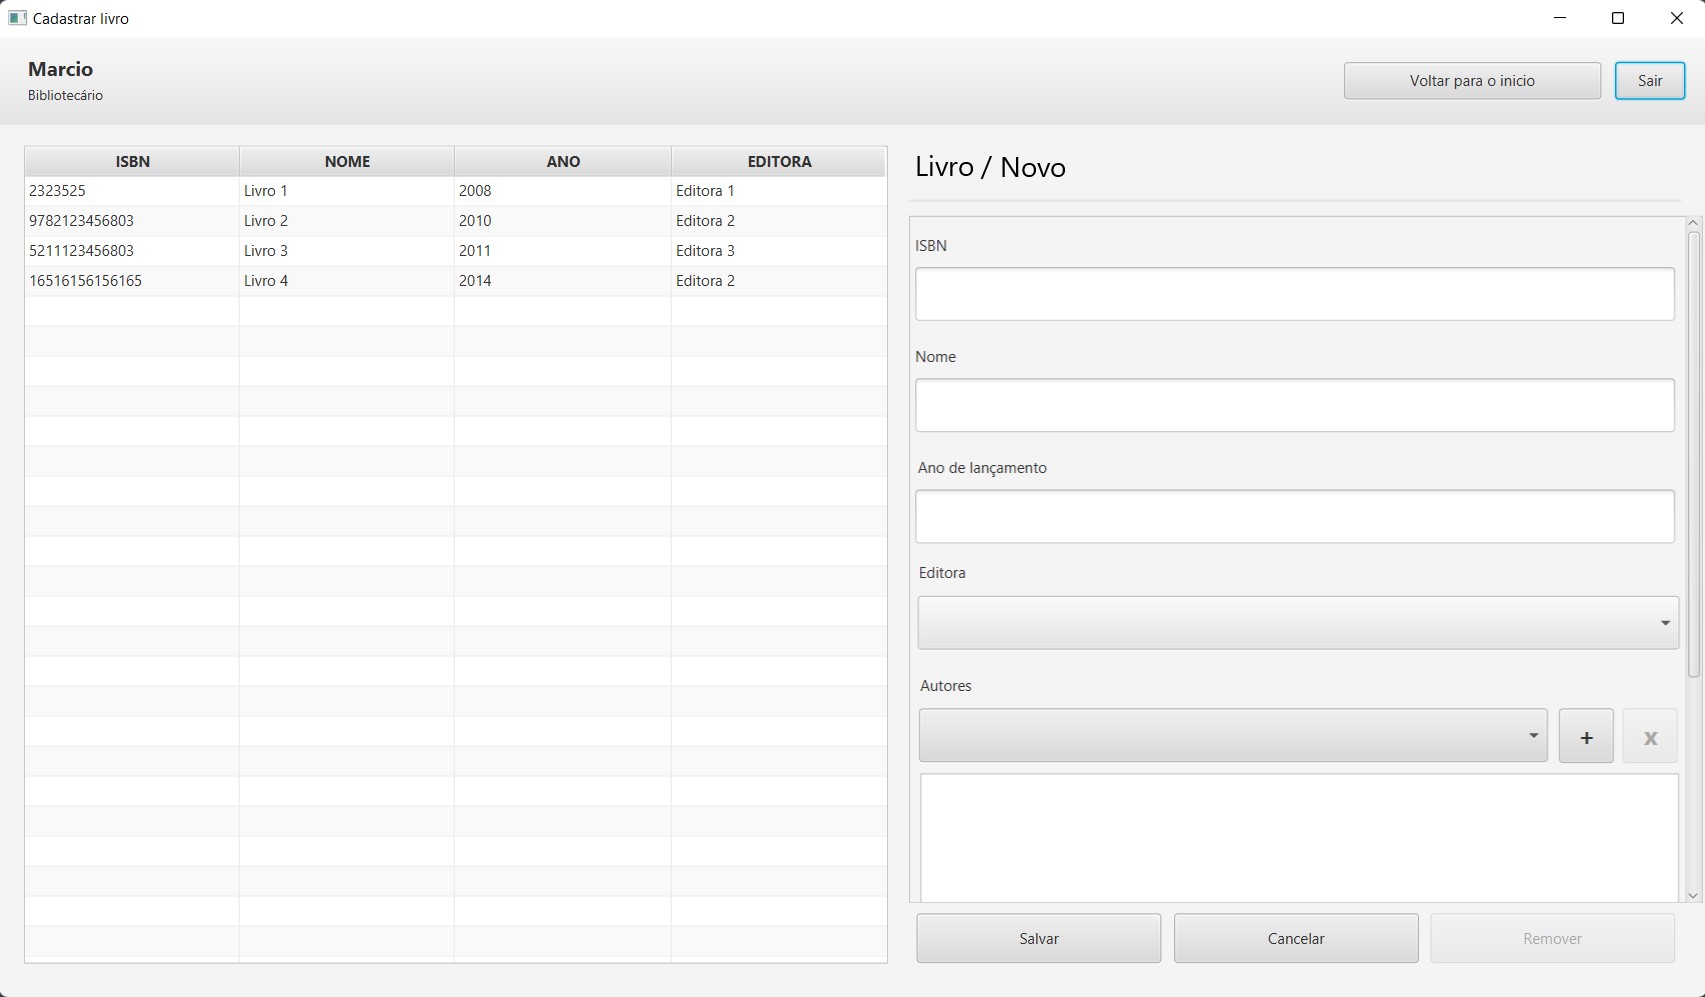 Cadastrar livro
Marcio
Bibliotecário
Voltar para o inicio
Sair
ISBN NOME ANO EDITORA
2323525 Livro 1 2008 Editora 1
9782123456803 Livro 2 2010 Editora 2
5211123456803 Livro 3 2011 Editora 3
16516156156165 Livro 4 2014 Editora 2
Livro / Novo
ISBN
Nome
Ano de lançamento
Editora
Autores
+ x
Salvar Cancelar Remover